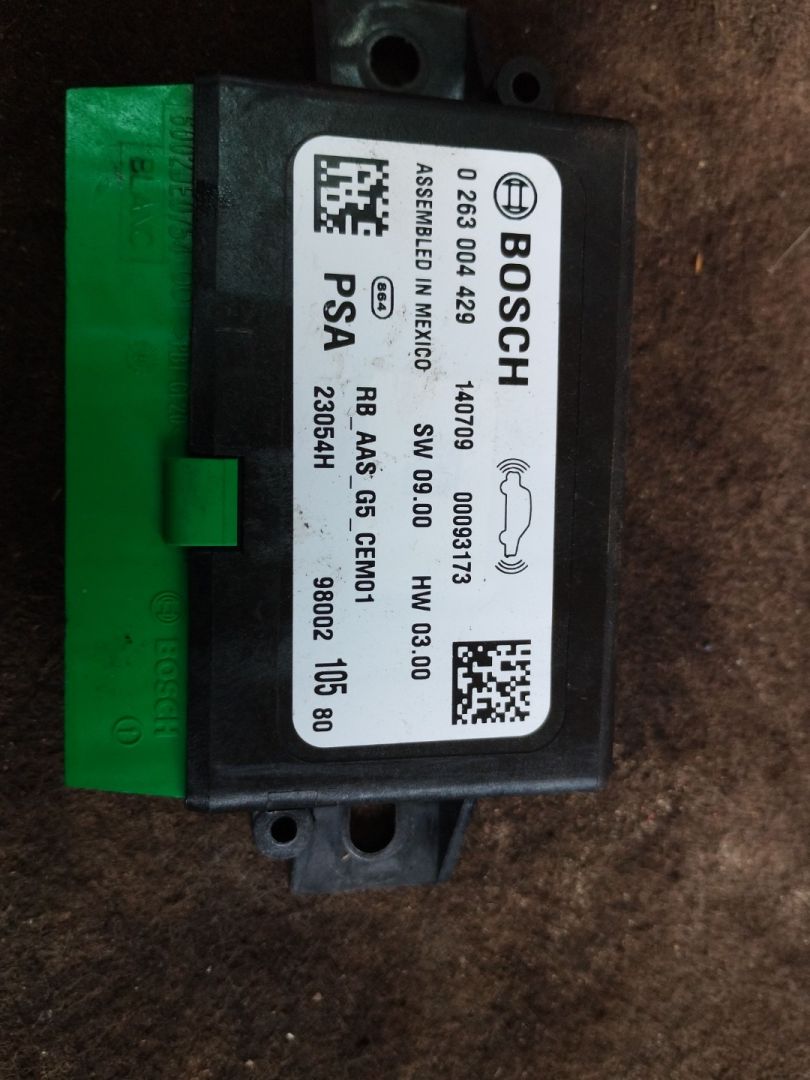 BOSCH
0 263 004 429 140709 00093173
ASSEMBLED IN MEXICO SW 09.00 HW 03.00
864
PSA RB_AAS_G5_CEM01
23054H 98002 105 80
BOSCH
1